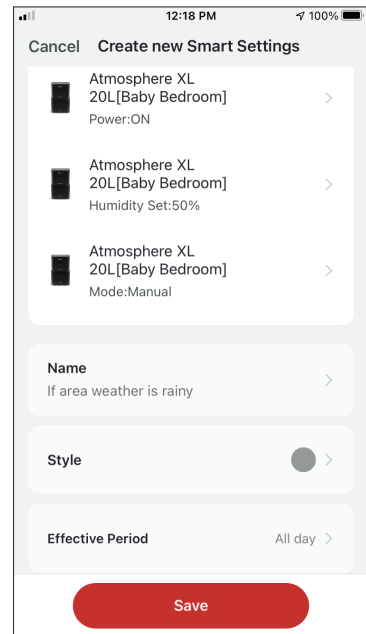 12:18 PM
100%
Cancel Create new Smart Settings
Atmosphere XL
20L[Baby Bedroom]
Power:ON
Atmosphere XL
20L[Baby Bedroom]
Humidity Set:50%
Atmosphere XL
20L[Baby Bedroom]
Mode:Manual
Name
If area weather is rainy
Style
Effective Period All day
Save